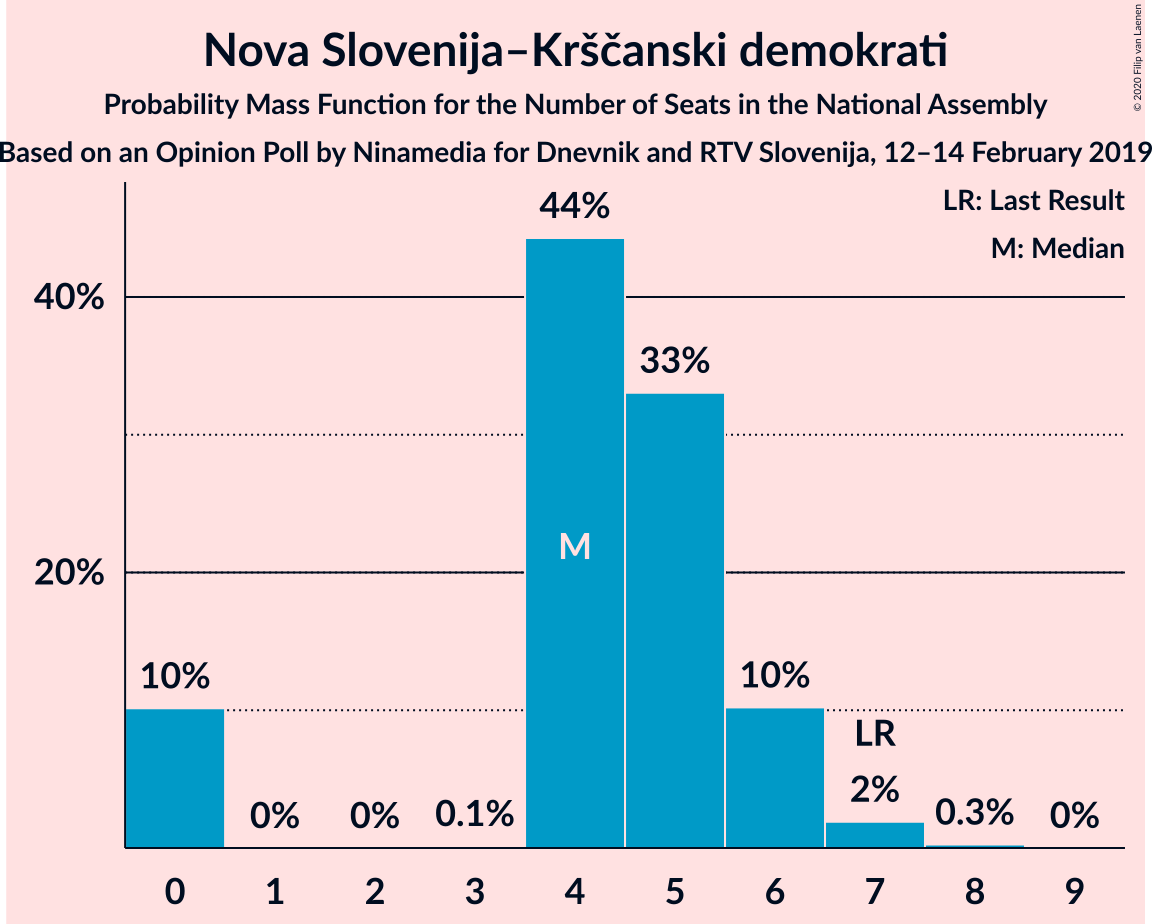 Nova Slovenija–Krščanski demokrati
Probability Mass Function for the Number of Seats in the National Assembly
Based on an Opinion Poll by Ninamedia for Dnevnik and RTV Slovenija, 12–14 February 2019
© 2020 Filip van Laenen
LR: Last Result
M: Median
44%
40%
33%
M
20%
10%
10%
LR
2%
0%
0%
0.1%
0.3%
0%
0 1 2 3 4 5 6 7 8 9